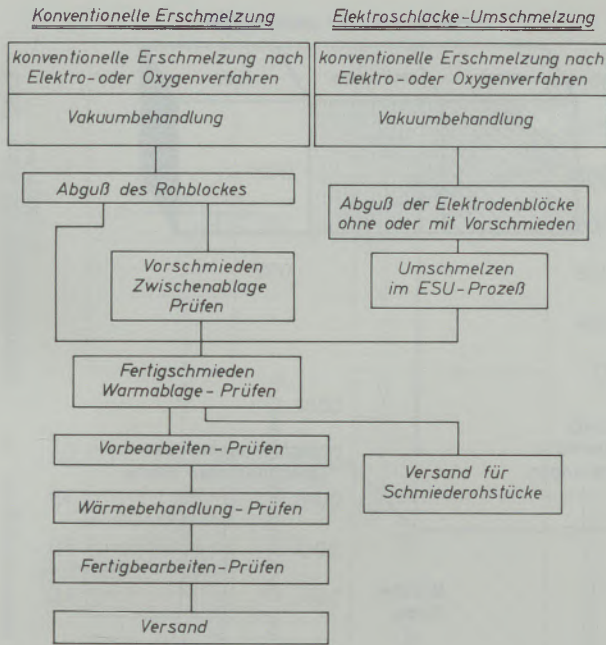 Konventionelle Erschmelzung
Elektroschlacke-Umschmelzung
konventionelle Erschmelzung nach
Elektro- oder Oxygenverfahren
konventionelle Erschmelzung nach
Elektro- oder Oxygenverfahren
Vakuumbehandlung
Vakuumbehandlung
Abguß des Rohblockes
Abguß der Elektrodenblöcke
ohne oder mit Vorschmieden
Vorschmieden
Zwischenablage
Prüfen
Umschmelzen
im ESU-Prozeß
Fertigschmieden
Warmablage - Prüfen
Vorbearbeiten - Prüfen
Versand für
Schmiederohstücke
Wärmebehandlung - Prüfen
Fertigbearbeiten - Prüfen
Versand